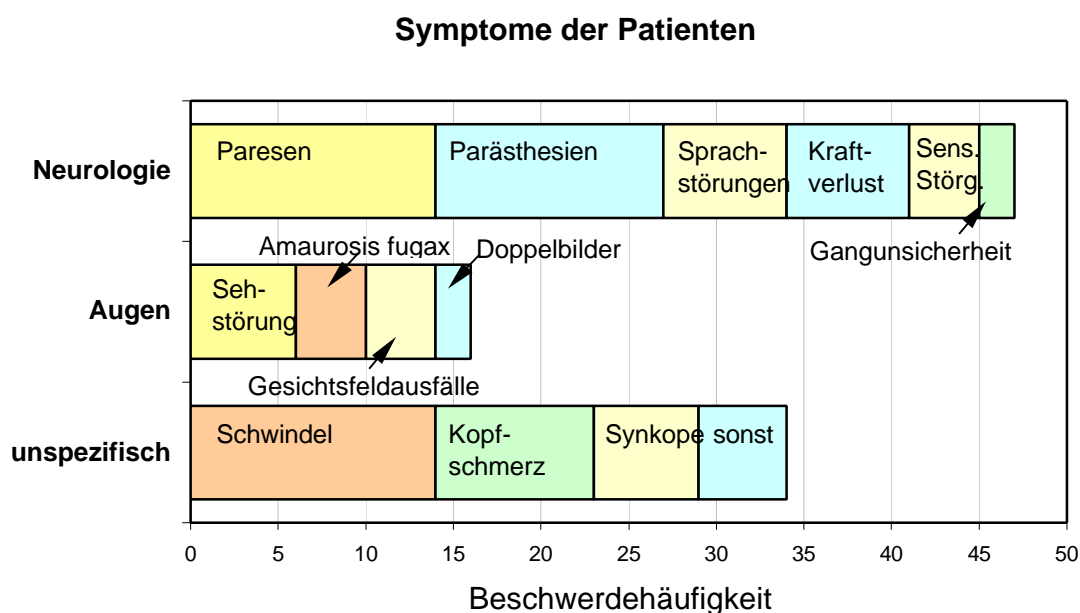 Symptome der Patienten
Neurologie
Paresen
Parästhesien
Sprach-
störungen
Kraft-
verlust
Sens.
Störg.
Gangunsicherheit
Amaurosis fugax
Doppelbilder
Augen
Seh-
störung
Gesichtsfeldausfälle
unspezifisch
Schwindel
Kopf-
schmerz
Synkope
sonst
0 5 10 15 20 25 30 35 40 45 50
Beschwerdehäufigkeit